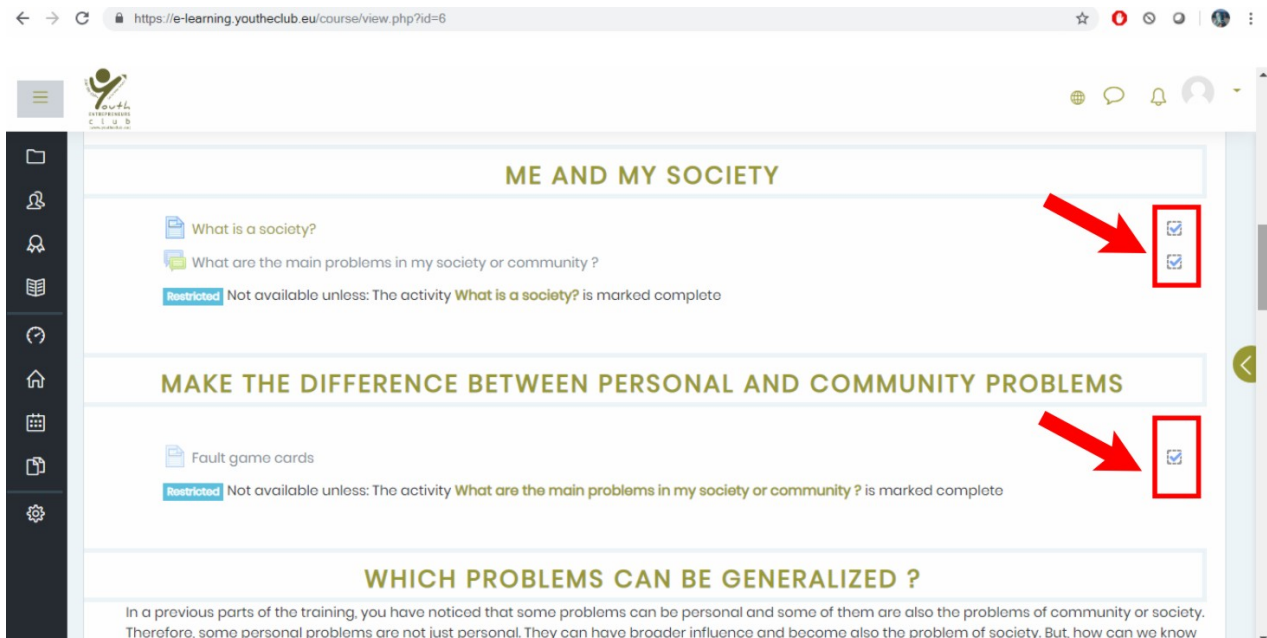 https://e-learning.youtheclub.eu/course/view.php?id=6
Youth
ENTREPRENEURS
club
ME AND MY SOCIETY
What is a society?
What are the main problems in my society or community ?
Restricted Not available unless: The activity What is a society? is marked complete
MAKE THE DIFFERENCE BETWEEN PERSONAL AND COMMUNITY PROBLEMS
Fault game cards
Restricted Not available unless: The activity What are the main problems in my society or community ? is marked complete
WHICH PROBLEMS CAN BE GENERALIZED ?
In a previous parts of the training, you have noticed that some problems can be personal and some of them are also the problems of community or society.
Therefore, some personal problems are not just personal. They can have broader influence and become also the problem of society. But, how can we know